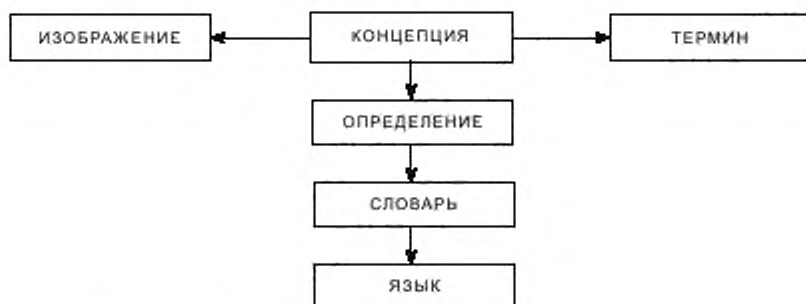 ИЗОБРАЖЕНИЕ
КОНЦЕПЦИЯ
ТЕРМИН
ОПРЕДЕЛЕНИЕ
СЛОВАРЬ
ЯЗЫК